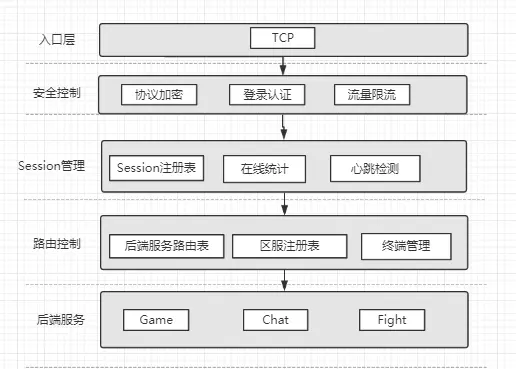 入口层
TCP
安全控制
协议加密 登录认证 流量限流
Session管理
Session注册表 在线统计 心跳检测
路由控制
后端服务路由表 区服注册表 终端管理
后端服务
Game Chat Fight